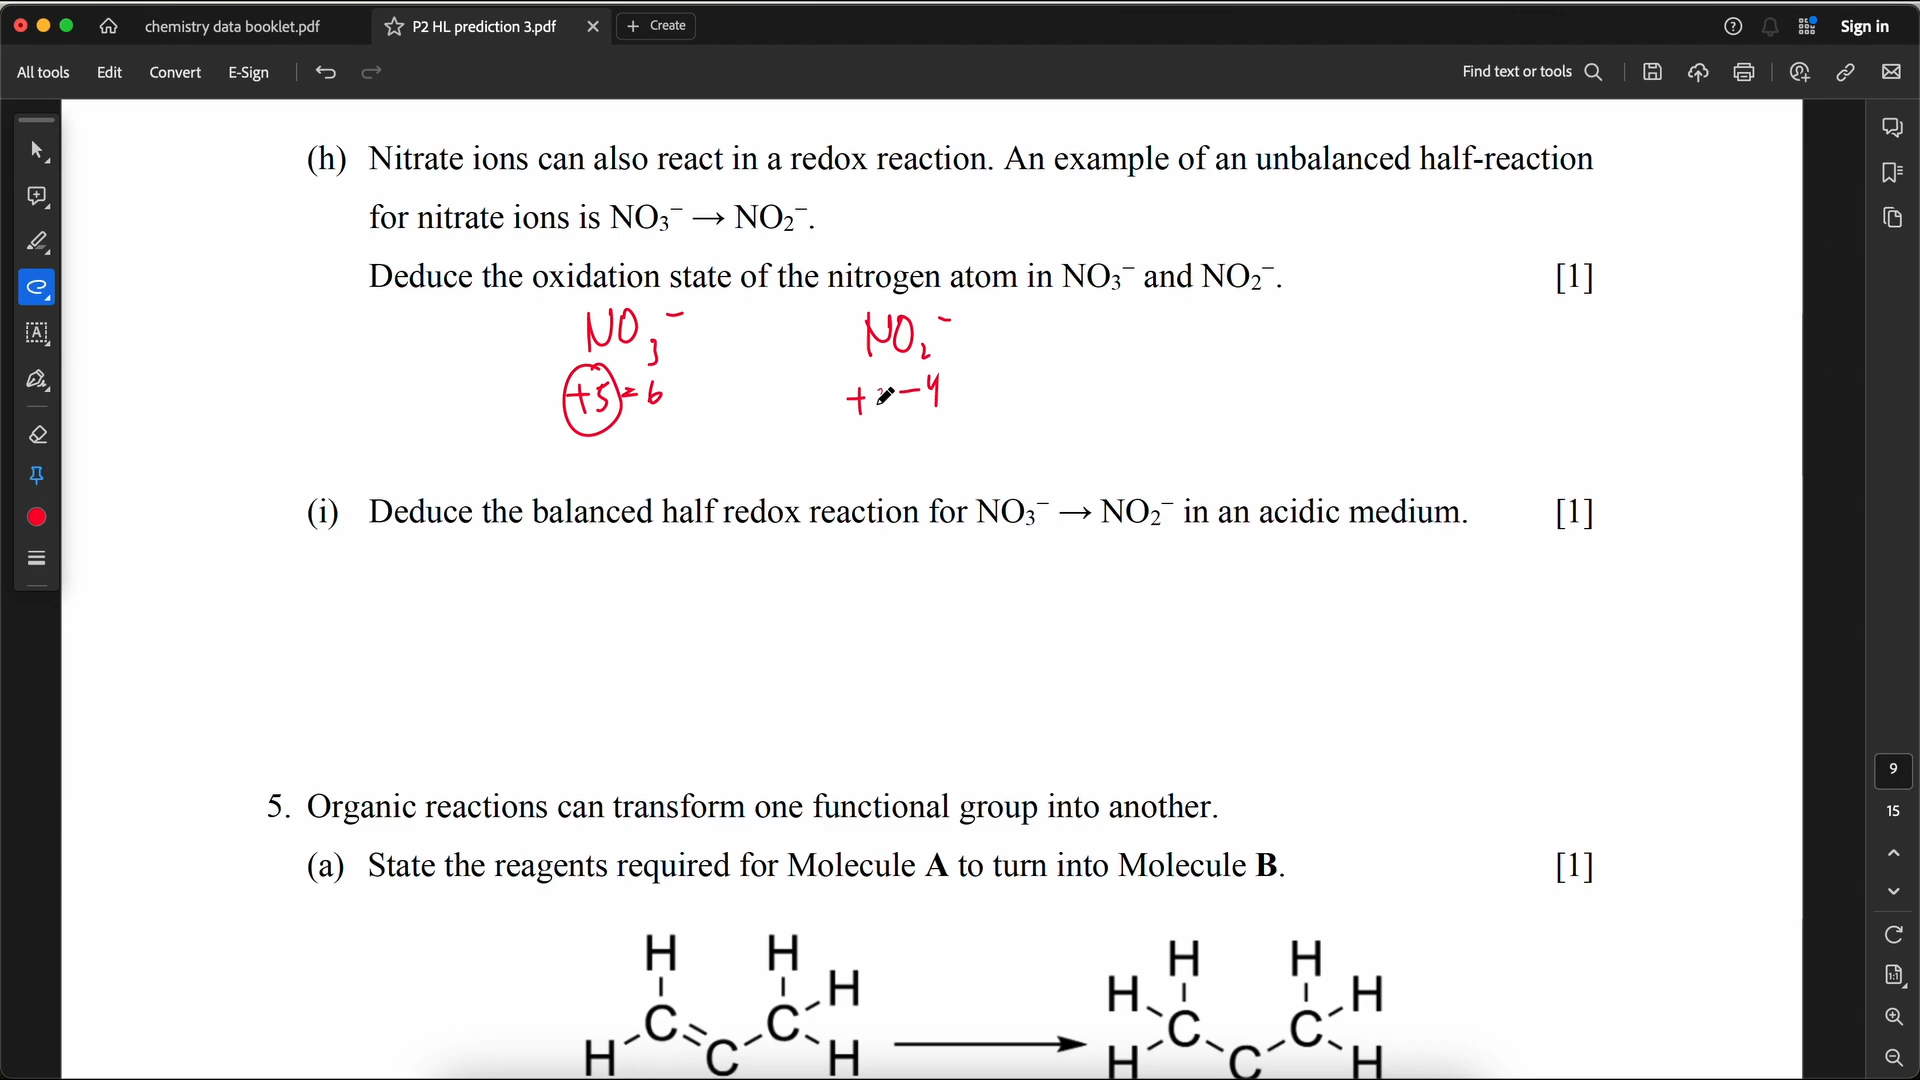 chemistry data booklet.pdf
P2 HL prediction 3.pdf
Create
Sign in
All tools
Edit
Convert
E-Sign
Find text or tools
(h) Nitrate ions can also react in a redox reaction. An example of an unbalanced half-reaction
for nitrate ions is NO₃⁻ → NO₂⁻.
Deduce the oxidation state of the nitrogen atom in NO₃⁻ and NO₂⁻. [1]
NO₃⁻ NO₂⁻
+5 - 6 + - 4
(i) Deduce the balanced half redox reaction for NO₃⁻ → NO₂⁻ in an acidic medium. [1]
5. Organic reactions can transform one functional group into another.
(a) State the reagents required for Molecule A to turn into Molecule B. [1]
H H H H
H H H
C C C C
H C H H C H
9
15
1:1